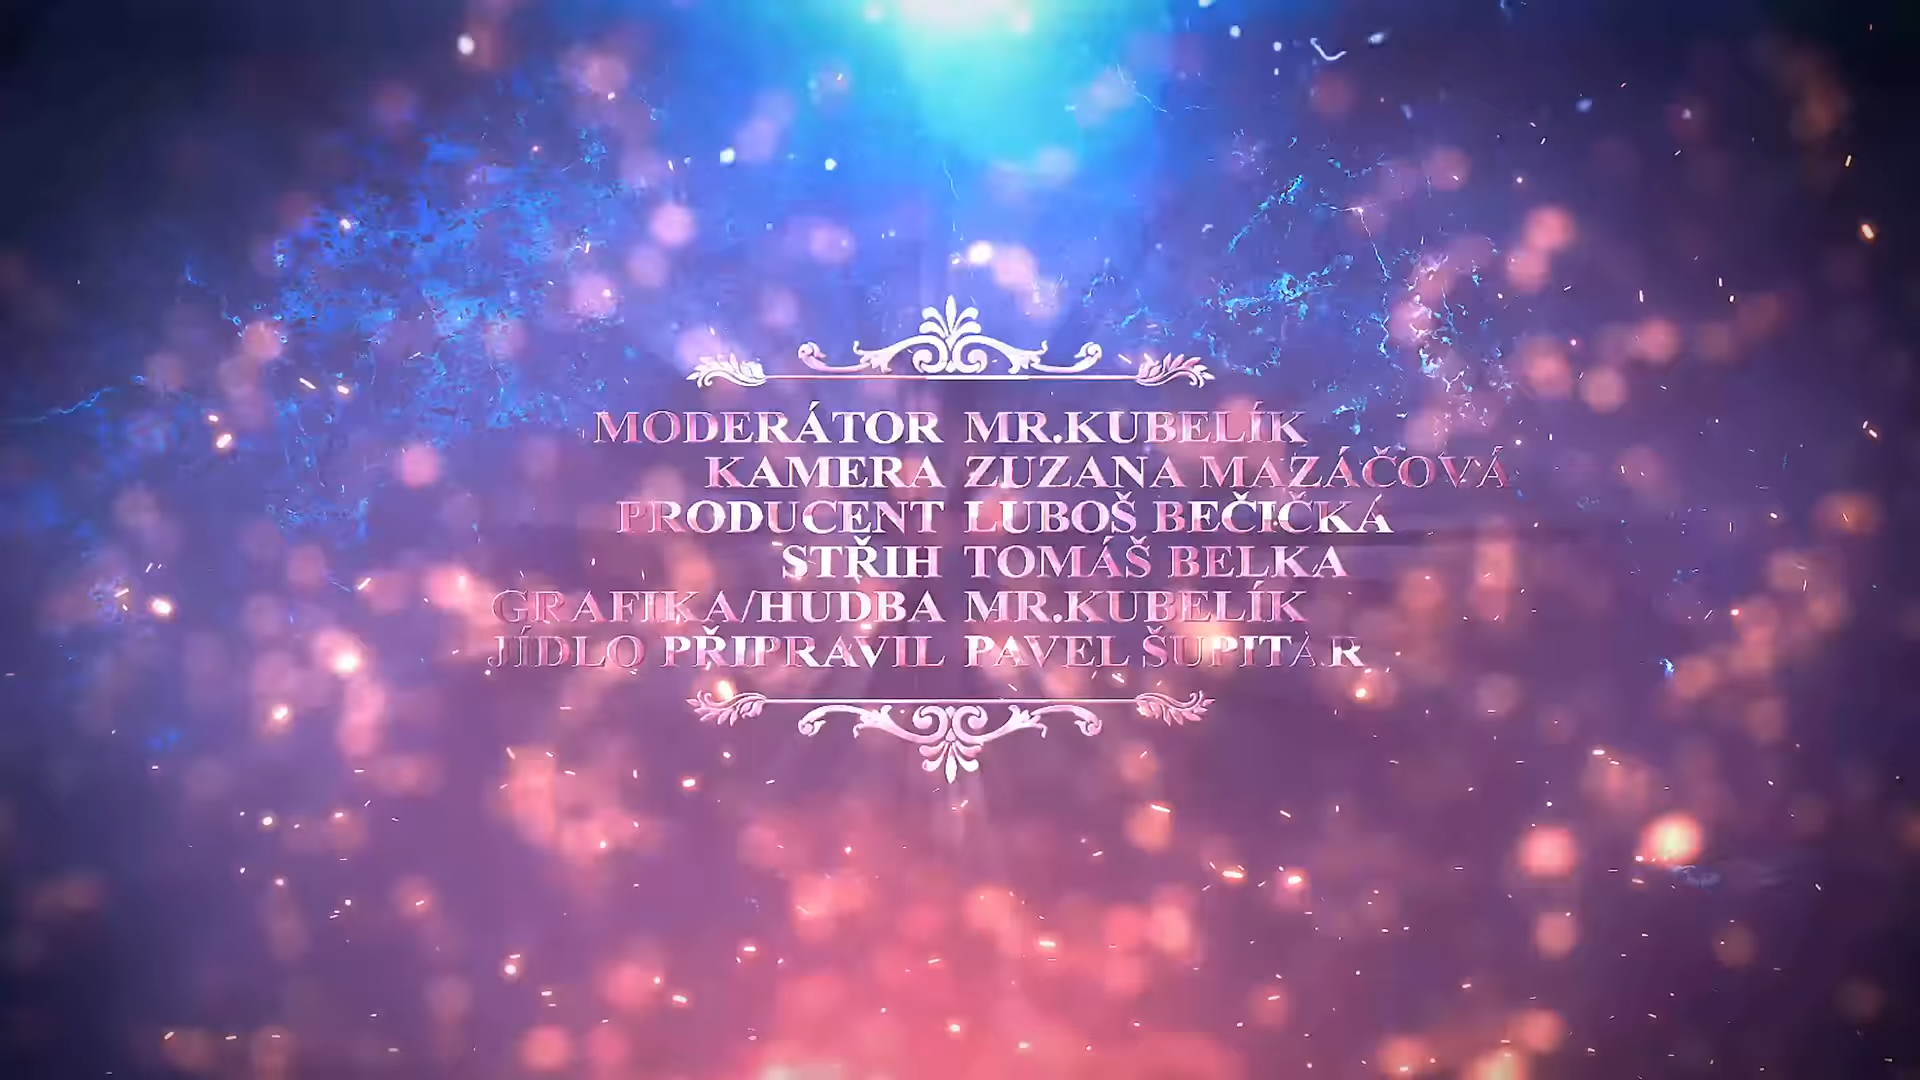 MODERÁTOR MR.KUBELÍK
KAMERA ZUZANA MAZÁČOVÁ
PRODUCENT LUBOŠ BEČIČKÁ
STŘIH TOMÁŠ BELKA
GRAFIKA/HUDBA MR.KUBELÍK
JÍDLO PŘIPRAVIL PAVEL ŠUPITAR